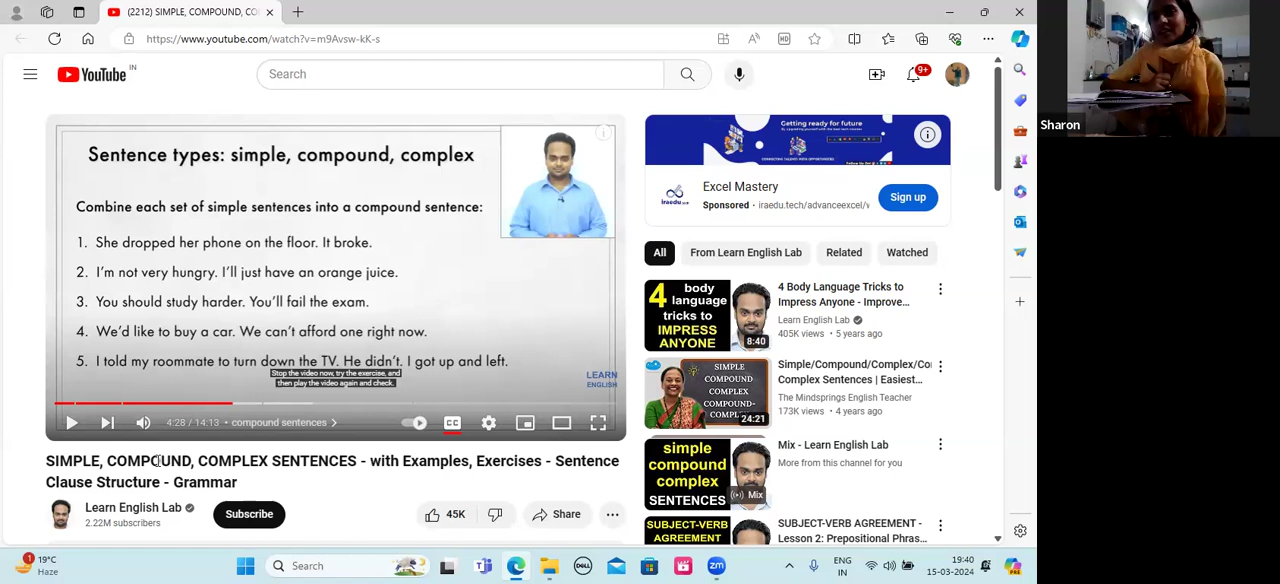 (2212) SIMPLE, COMPOUND, CO
https://www.youtube.com/watch?v=m9Avsw-kK-s
YouTube IN
Search
9+
Sharon
Sentence types: simple, compound, complex
Combine each set of simple sentences into a compound sentence:
1. She dropped her phone on the floor. It broke.
2. I'm not very hungry. I'll just have an orange juice.
3. You should study harder. You'll fail the exam.
4. We'd like to buy a car. We can't afford one right now.
5. I told my roommate to turn down the TV. He didn't. I got up and left.
Stop the video now, try the exercise, and
then play the video again and check.
LEARN
ENGLISH
4:28 / 14:13 • compound sentences
CC
SIMPLE, COMPOUND, COMPLEX SENTENCES - with Examples, Exercises - Sentence
Clause Structure - Grammar
Learn English Lab
2.22M subscribers
Subscribe
45K
Share
Getting ready for future
Excel Mastery
Sponsored • iraedu.tech/advanceexcel/
Sign up
All
From Learn English Lab
Related
Watched
4 body
language
tricks to
IMPRESS
ANYONE
8:40
4 Body Language Tricks to
Impress Anyone - Improve...
Learn English Lab
405K views • 5 years ago
SIMPLE
COMPOUND
COMPLEX
COMPOUND-
24:21
Simple/Compound/Complex/Co
Complex Sentences | Easiest...
The Mindsprings English Teacher
173K views • 4 years ago
simple
compound
complex
SENTENCES
Mix
Mix - Learn English Lab
More from this channel for you
SUBJECT-VERB
AGREEMENT
SUBJECT-VERB AGREEMENT -
Lesson 2: Prepositional Phras...
1
19°C
Haze
Search
DELL
zm
ENG
IN
19:40
15-03-2024
PRE